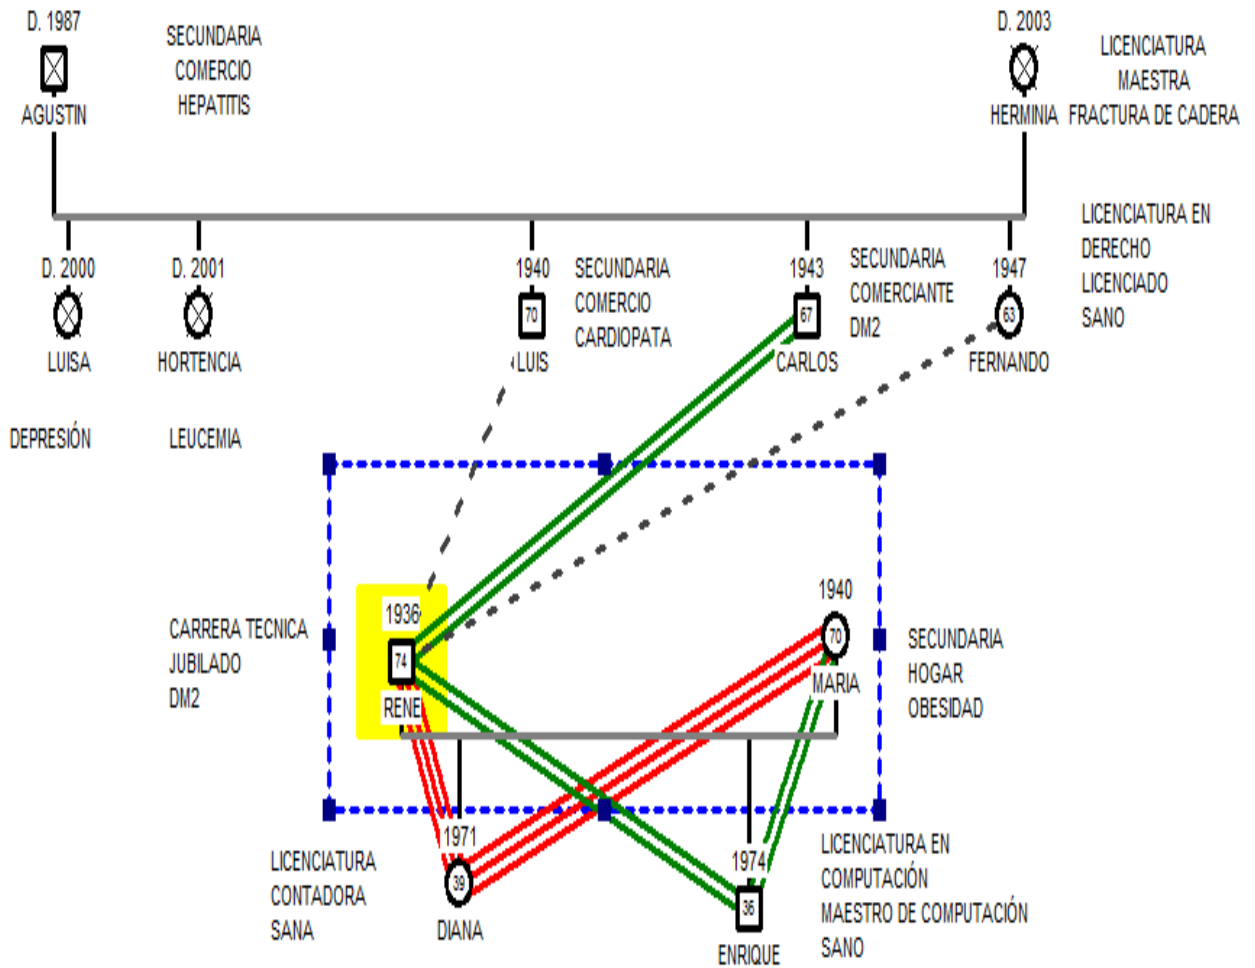 D. 1987
AGUSTIN
SECUNDARIA
COMERCIO
HEPATITIS
D. 2003
HERMINIA
LICENCIATURA
MAESTRA
FRACTURA DE CADERA
D. 2000
LUISA
DEPRESIÓN
D. 2001
HORTENCIA
LEUCEMIA
1940
70
LUIS
SECUNDARIA
COMERCIO
CARDIOPATA
1943
67
CARLOS
SECUNDARIA
COMERCIANTE
DM2
1947
63
FERNANDO
LICENCIATURA EN
DERECHO
LICENCIADO
SANO
CARRERA TECNICA
JUBILADO
DM2
1936
74
RENE
1940
70
MARIA
SECUNDARIA
HOGAR
OBESIDAD
LICENCIATURA
CONTADORA
SANA
1971
39
DIANA
1974
36
ENRIQUE
LICENCIATURA EN
COMPUTACIÓN
MAESTRO DE COMPUTACIÓN
SANO